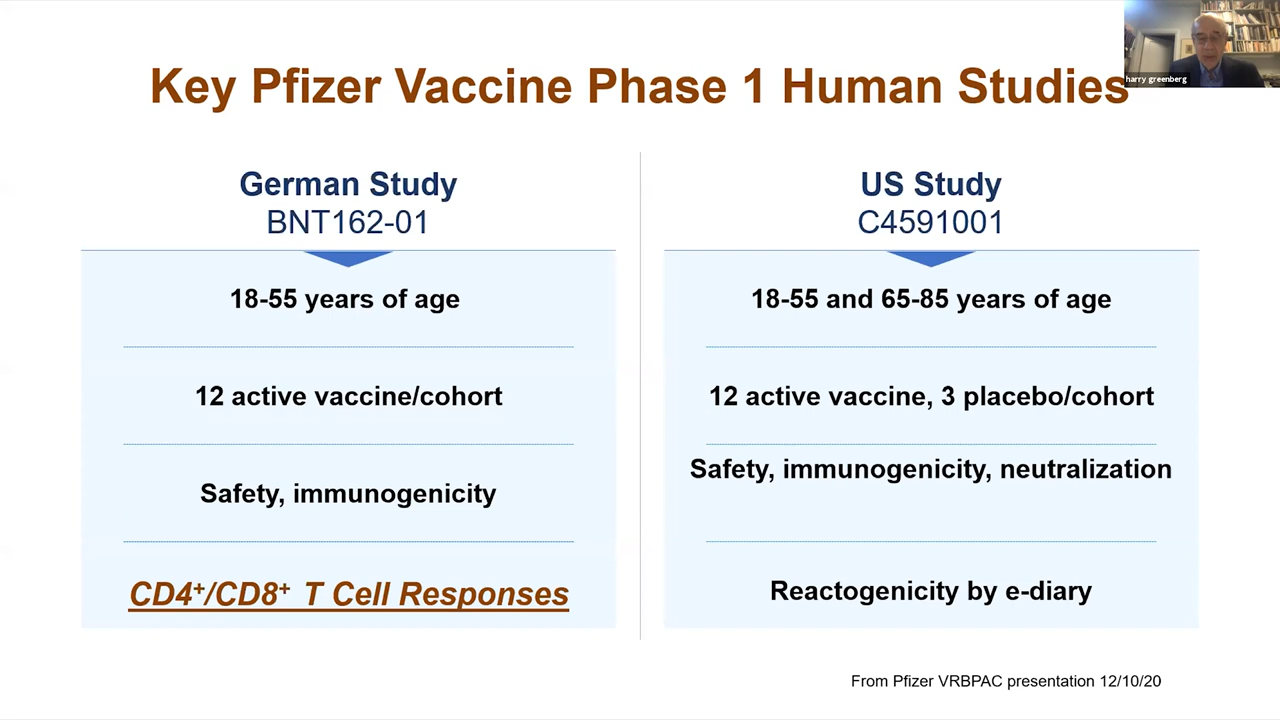 harry greenberg
Key Pfizer Vaccine Phase 1 Human Studies
German Study
BNT162-01
18-55 years of age
12 active vaccine/cohort
Safety, immunogenicity
CD4⁺/CD8⁺ T Cell Responses
US Study
C4591001
18-55 and 65-85 years of age
12 active vaccine, 3 placebo/cohort
Safety, immunogenicity, neutralization
Reactogenicity by e-diary
From Pfizer VRBPAC presentation 12/10/20